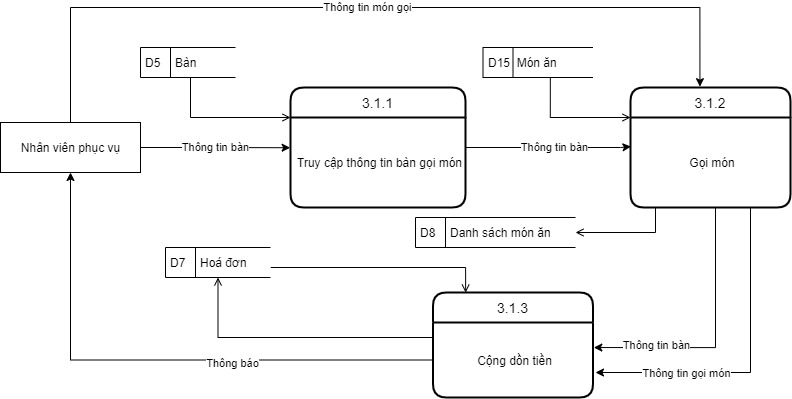 Thông tin món gọi
D5 Bàn
D15 Món ăn
3.1.1
3.1.2
Nhân viên phục vụ
Thông tin bàn
Truy cập thông tin bàn gọi món
Thông tin bàn
Gọi món
D8 Danh sách món ăn
D7 Hoá đơn
3.1.3
Thông tin bàn
Thông báo
Cộng dồn tiền
Thông tin gọi món